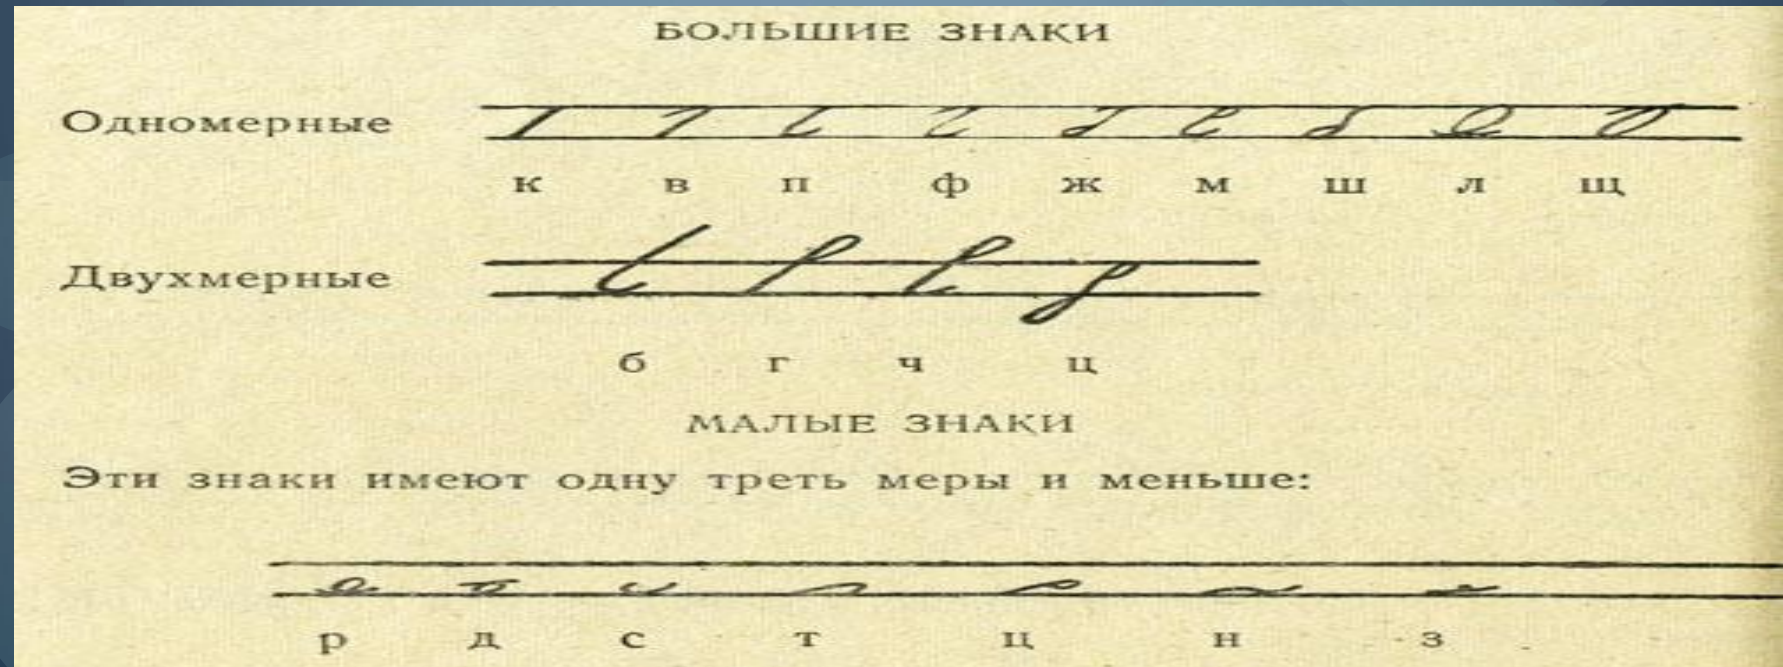 БОЛЬШИЕ ЗНАКИ
Одномерные
к в п ф ж м ш л щ
Двухмерные
б г ч ц
МАЛЫЕ ЗНАКИ
Эти знаки имеют одну треть меры и меньше:
р д с т ц н з